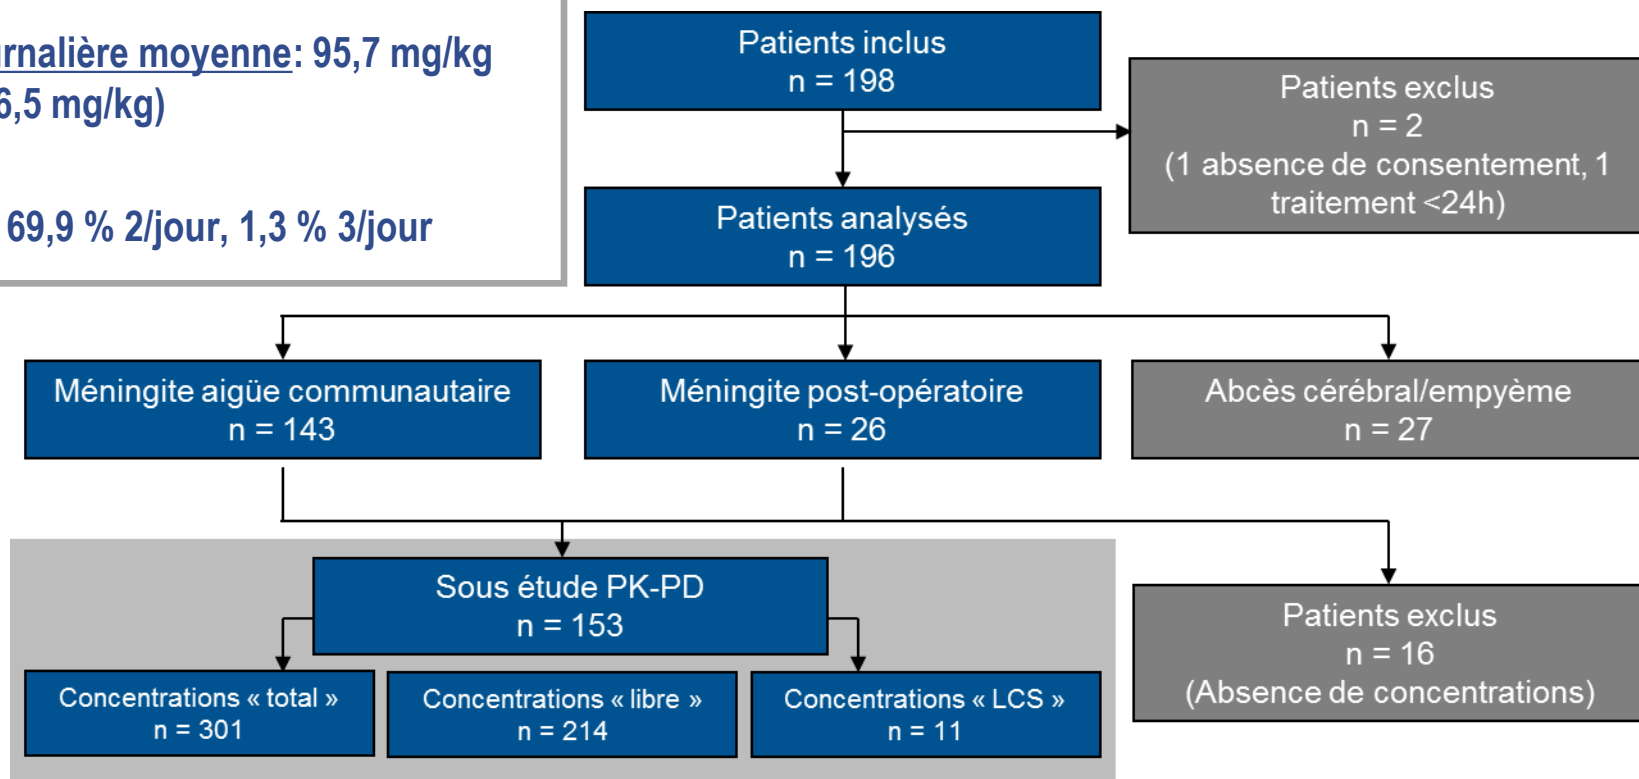 urnalière moyenne: 95,7 mg/kg
6,5 mg/kg)
69,9 % 2/jour, 1,3 % 3/jour
Patients inclus
n = 198
Patients exclus
n = 2
(1 absence de consentement, 1
traitement <24h)
Patients analysés
n = 196
Méningite aigüe communautaire
n = 143
Méningite post-opératoire
n = 26
Abcès cérébral/empyème
n = 27
Sous étude PK-PD
n = 153
Patients exclus
n = 16
(Absence de concentrations)
Concentrations « total »
n = 301
Concentrations « libre »
n = 214
Concentrations « LCS »
n = 11